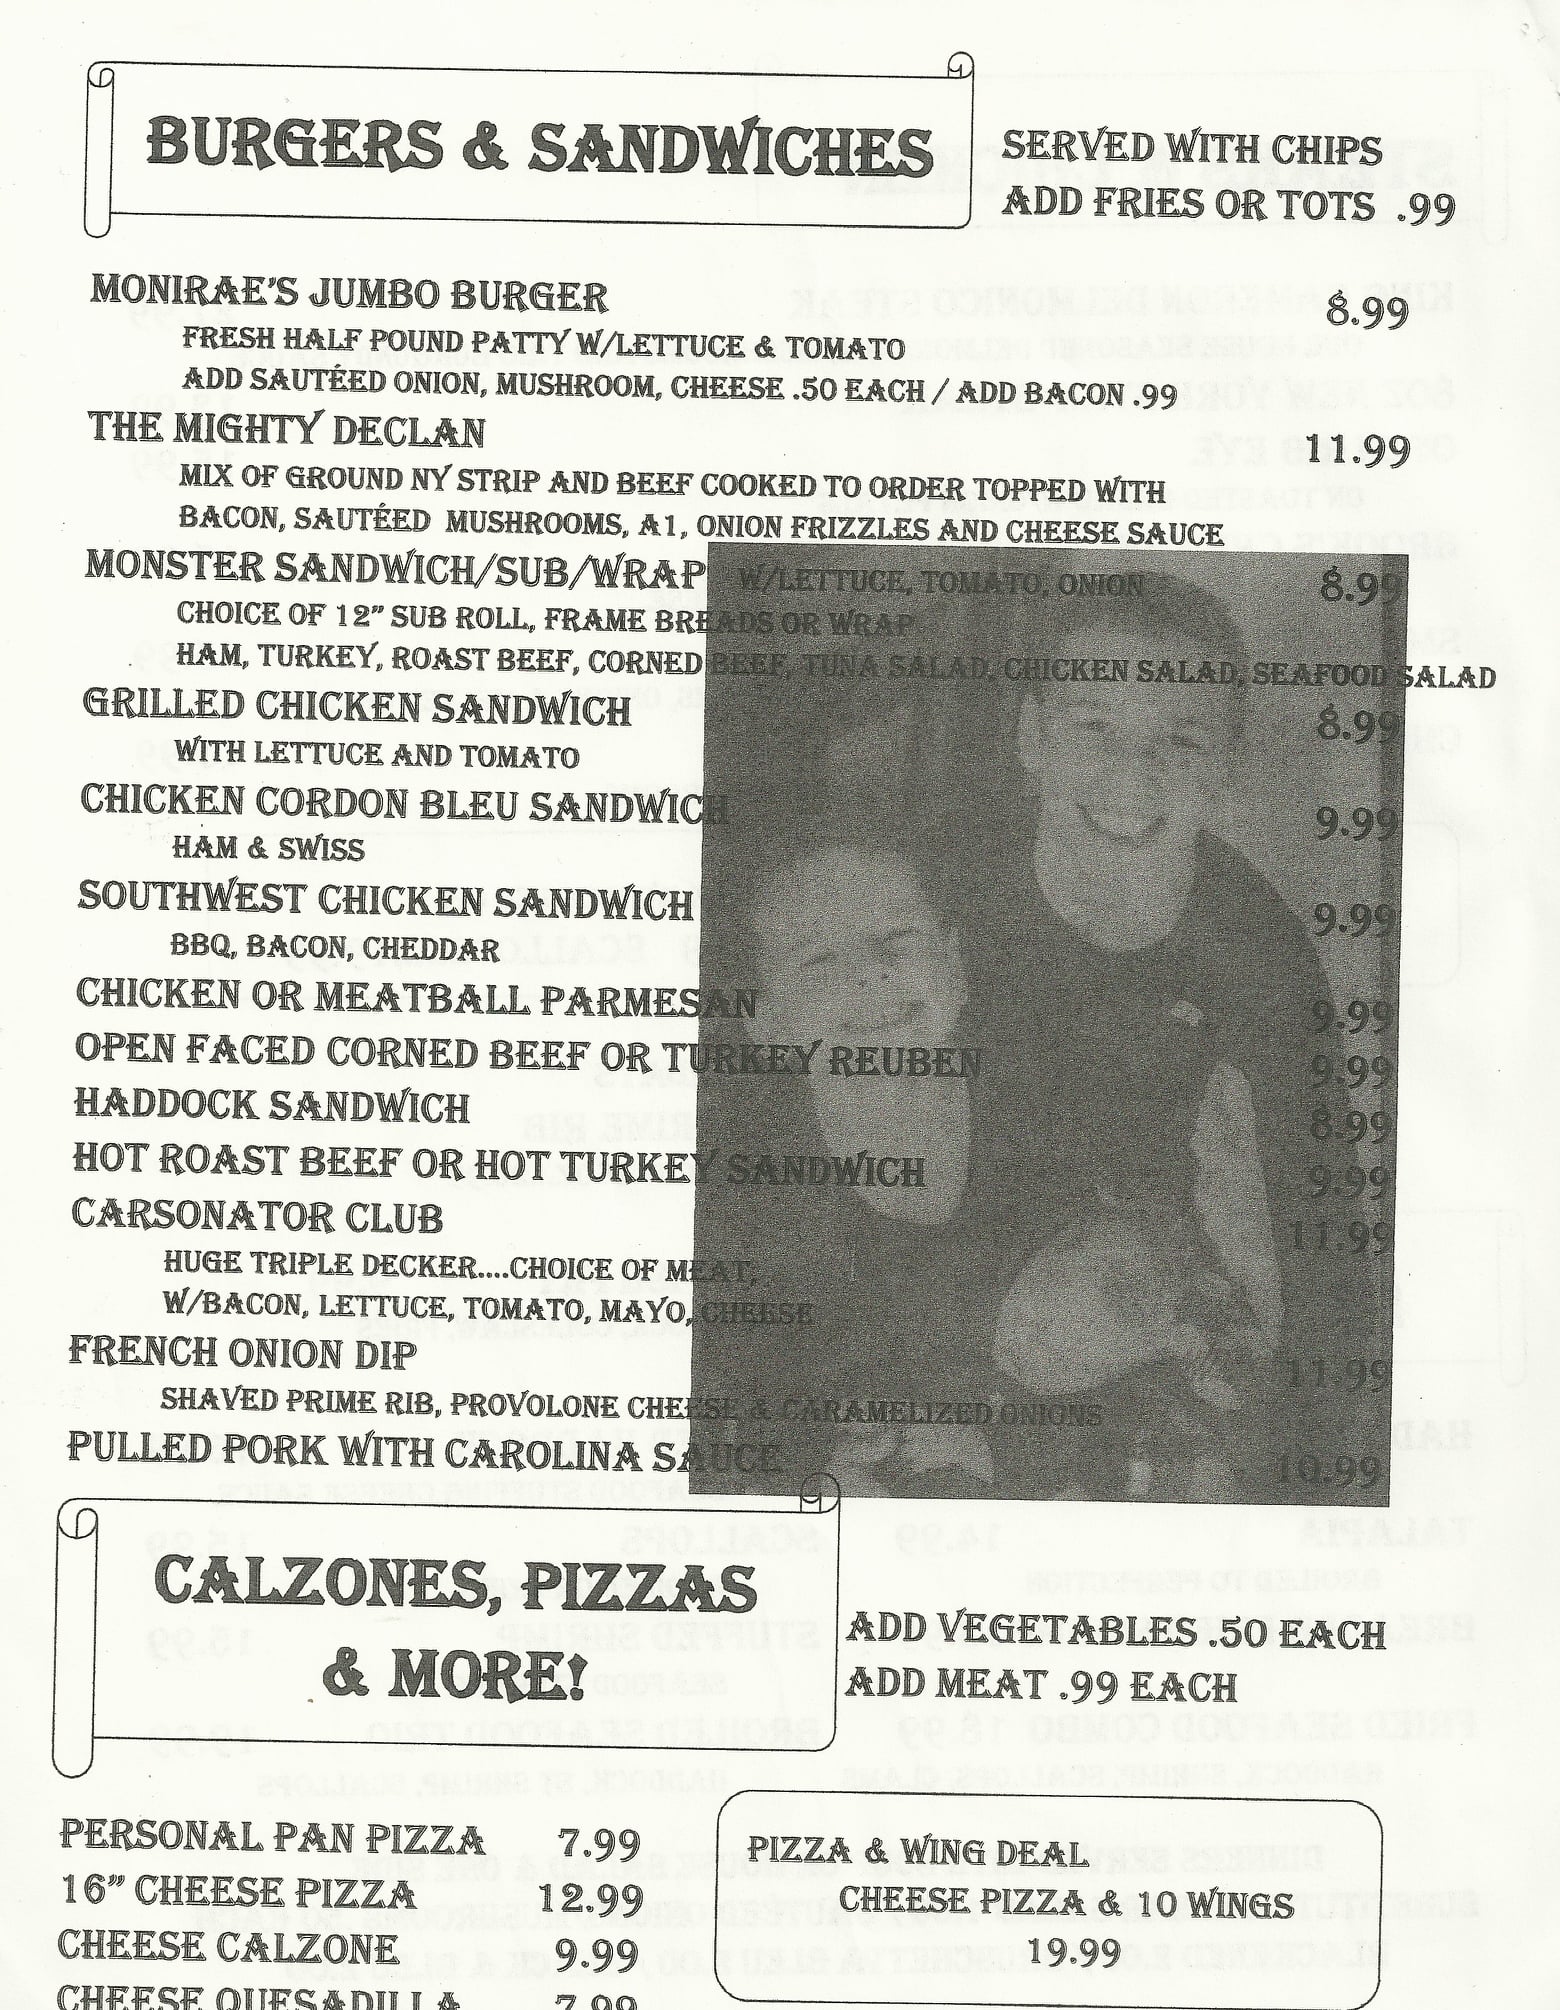 BURGERS & SANDWICHES
SERVED WITH CHIPS
ADD FRIES OR TOTS .99
MONIRAE'S JUMBO BURGER 8.99
FRESH HALF POUND PATTY W/LETTUCE & TOMATO
ADD SAUTÉED ONION, MUSHROOM, CHEESE .50 EACH / ADD BACON .99
THE MIGHTY DECLAN 11.99
MIX OF GROUND NY STRIP AND BEEF COOKED TO ORDER TOPPED WITH
BACON, SAUTÉED MUSHROOMS, A1, ONION FRIZZLES AND CHEESE SAUCE
MONSTER SANDWICH/SUB/WRAP W/LETTUCE, TOMATO, ONION 8.99
CHOICE OF 12" SUB ROLL, FRAME BREADS OR WRAP
HAM, TURKEY, ROAST BEEF, CORNED BEEF, TUNA SALAD, CHICKEN SALAD, SEAFOOD SALAD
GRILLED CHICKEN SANDWICH 8.99
WITH LETTUCE AND TOMATO
CHICKEN CORDON BLEU SANDWICH 9.99
HAM & SWISS
SOUTHWEST CHICKEN SANDWICH 9.99
BBQ, BACON, CHEDDAR
CHICKEN OR MEATBALL PARMESAN 9.99
OPEN FACED CORNED BEEF OR TURKEY REUBEN 9.99
HADDOCK SANDWICH 8.99
HOT ROAST BEEF OR HOT TURKEY SANDWICH 9.99
CARSONATOR CLUB 11.99
HUGE TRIPLE DECKER....CHOICE OF MEAT,
W/BACON, LETTUCE, TOMATO, MAYO, CHEESE
FRENCH ONION DIP 11.99
SHAVED PRIME RIB, PROVOLONE CHEESE & CARAMELIZED ONIONS
PULLED PORK WITH CAROLINA SAUCE 10.99
CALZONES, PIZZAS
& MORE!
ADD VEGETABLES .50 EACH
ADD MEAT .99 EACH
PERSONAL PAN PIZZA 7.99
16" CHEESE PIZZA 12.99
CHEESE CALZONE 9.99
CHEESE QUESADILLA 7.99
PIZZA & WING DEAL
CHEESE PIZZA & 10 WINGS
19.99